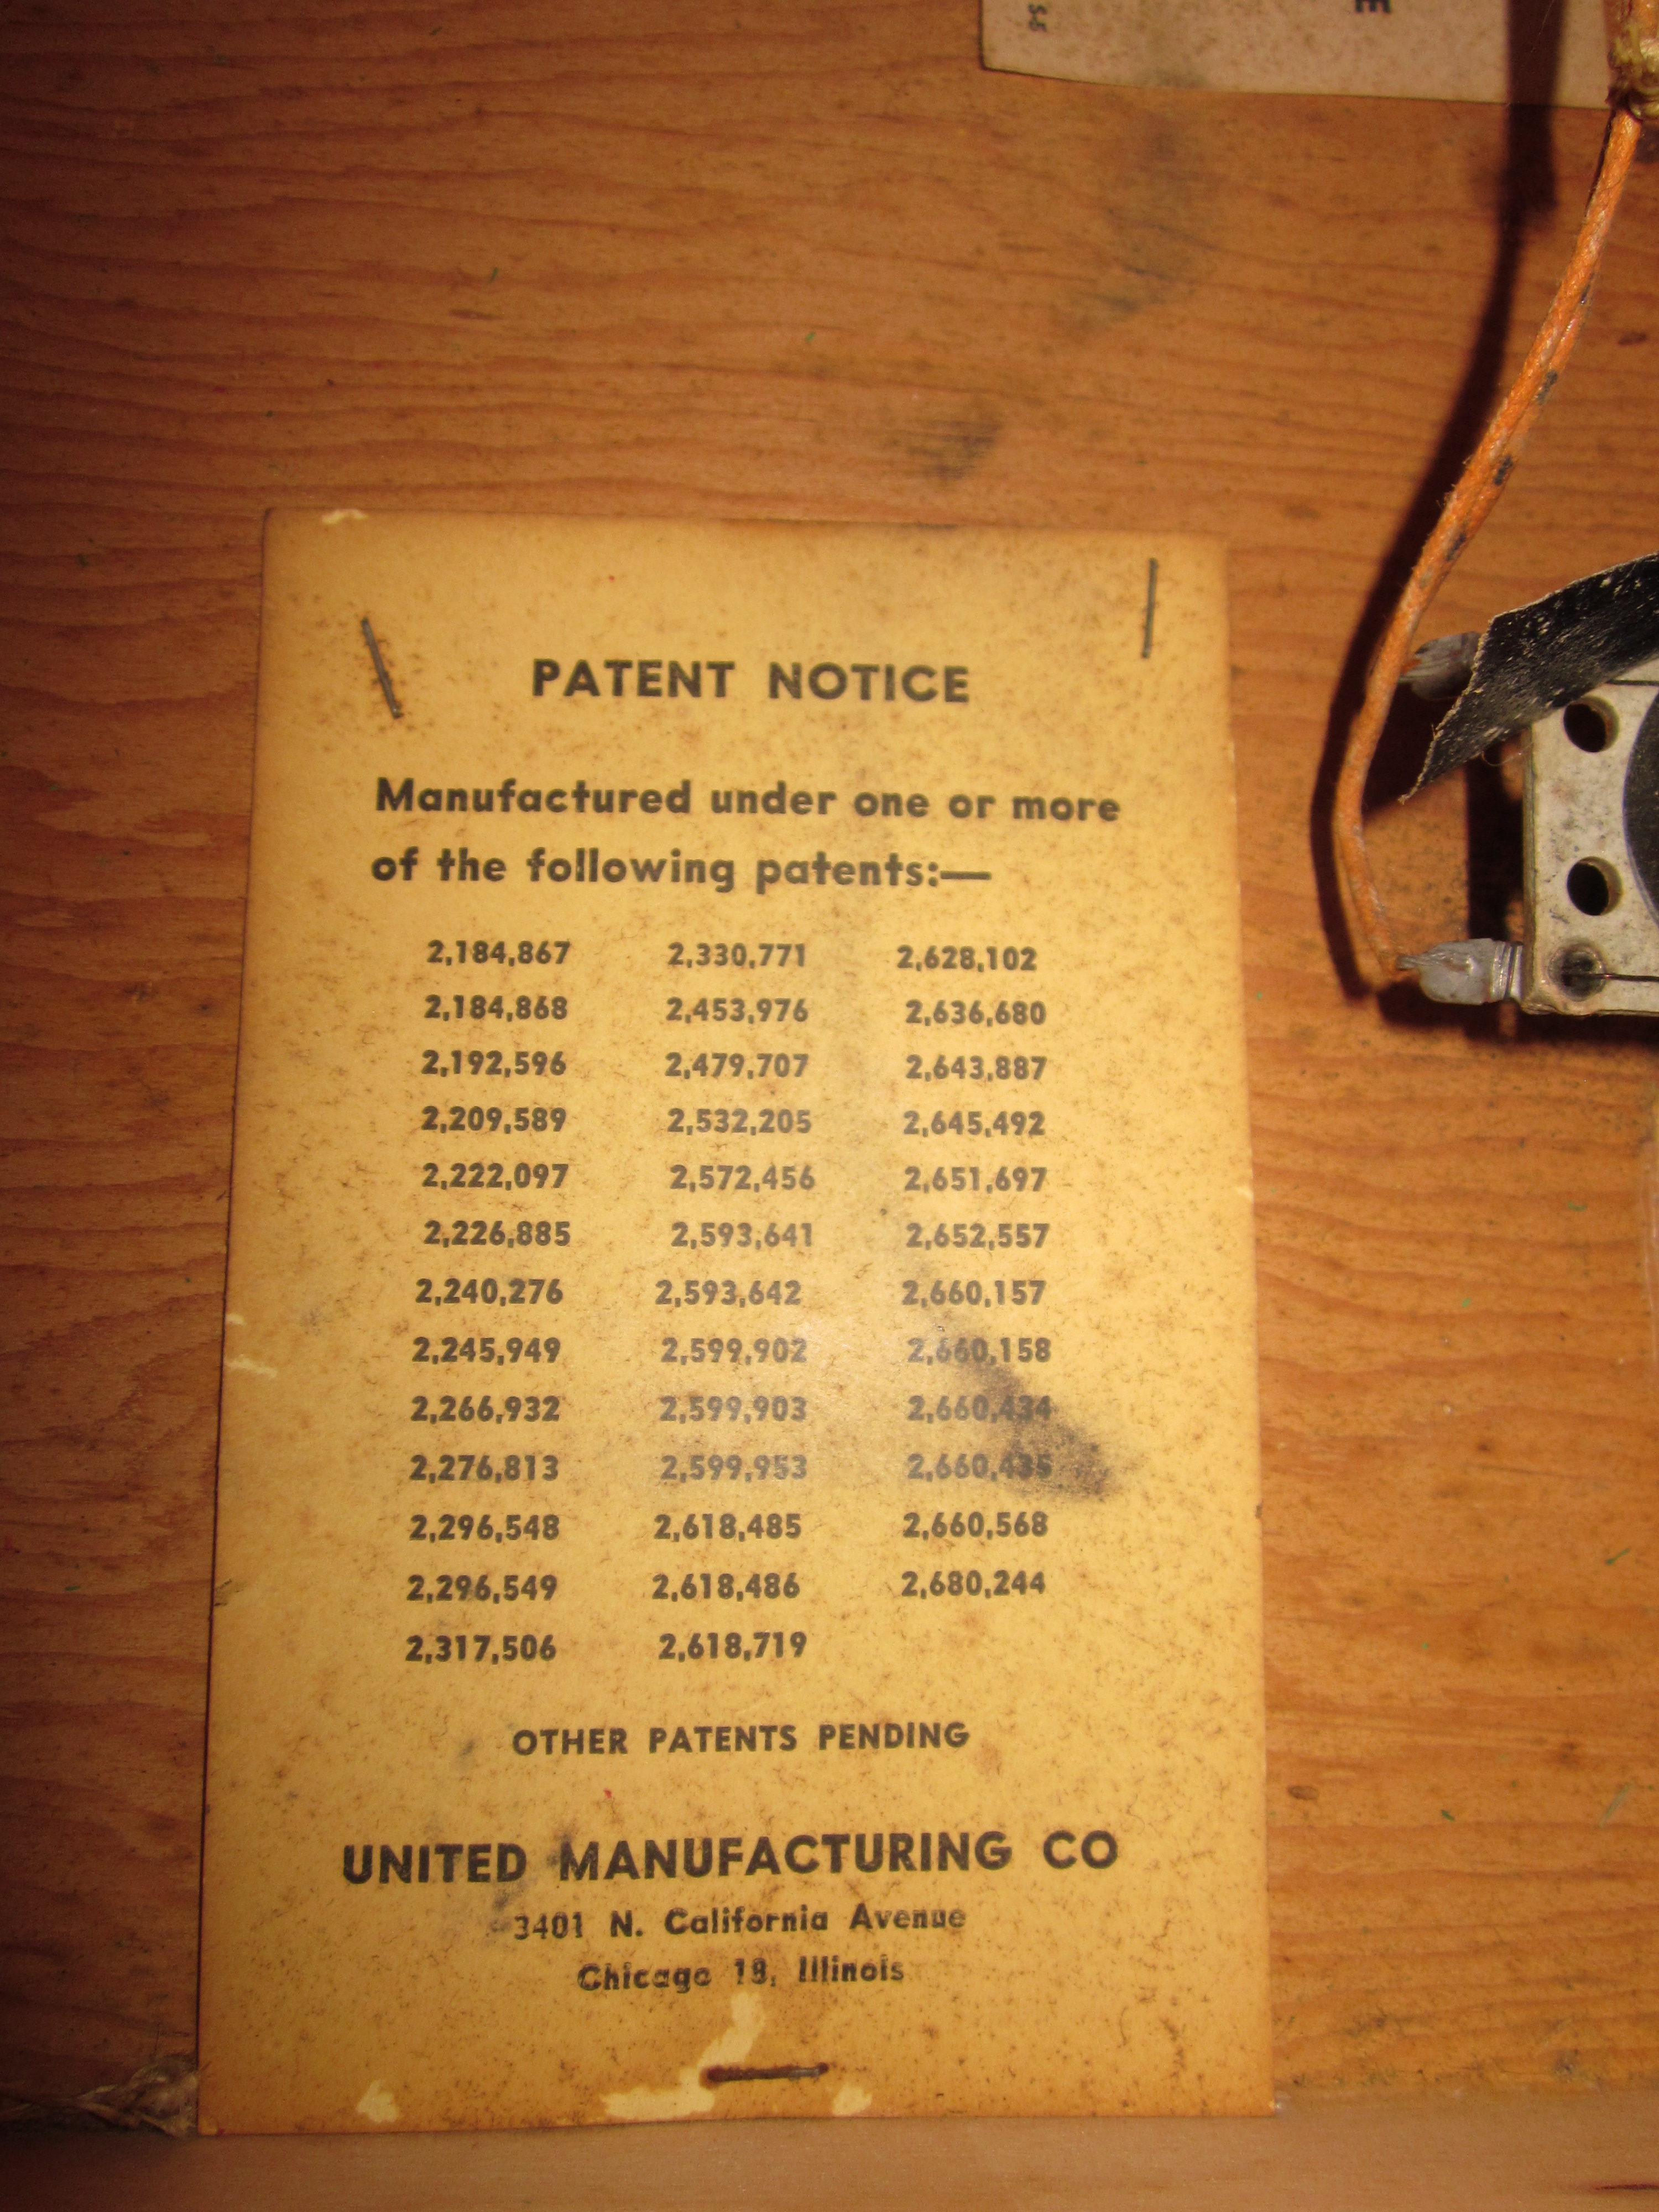 S-5
E
PATENT NOTICE
Manufactured under one or more
of the following patents:—
2,184,867 2,330,771 2,628,102
2,184,868 2,453,976 2,636,680
2,192,596 2,479,707 2,643,887
2,209,589 2,532,205 2,645,492
2,222,097 2,572,456 2,651,697
2,226,885 2,593,641 2,652,557
2,240,276 2,593,642 2,660,157
2,245,949 2,599,902 2,660,158
2,266,932 2,599,903 2,660,434
2,276,813 2,599,953 2,660,435
2,296,548 2,618,485 2,660,568
2,296,549 2,618,486 2,680,244
2,317,506 2,618,719
OTHER PATENTS PENDING
UNITED MANUFACTURING CO
3401 N. California Avenue
Chicago 18, Illinois